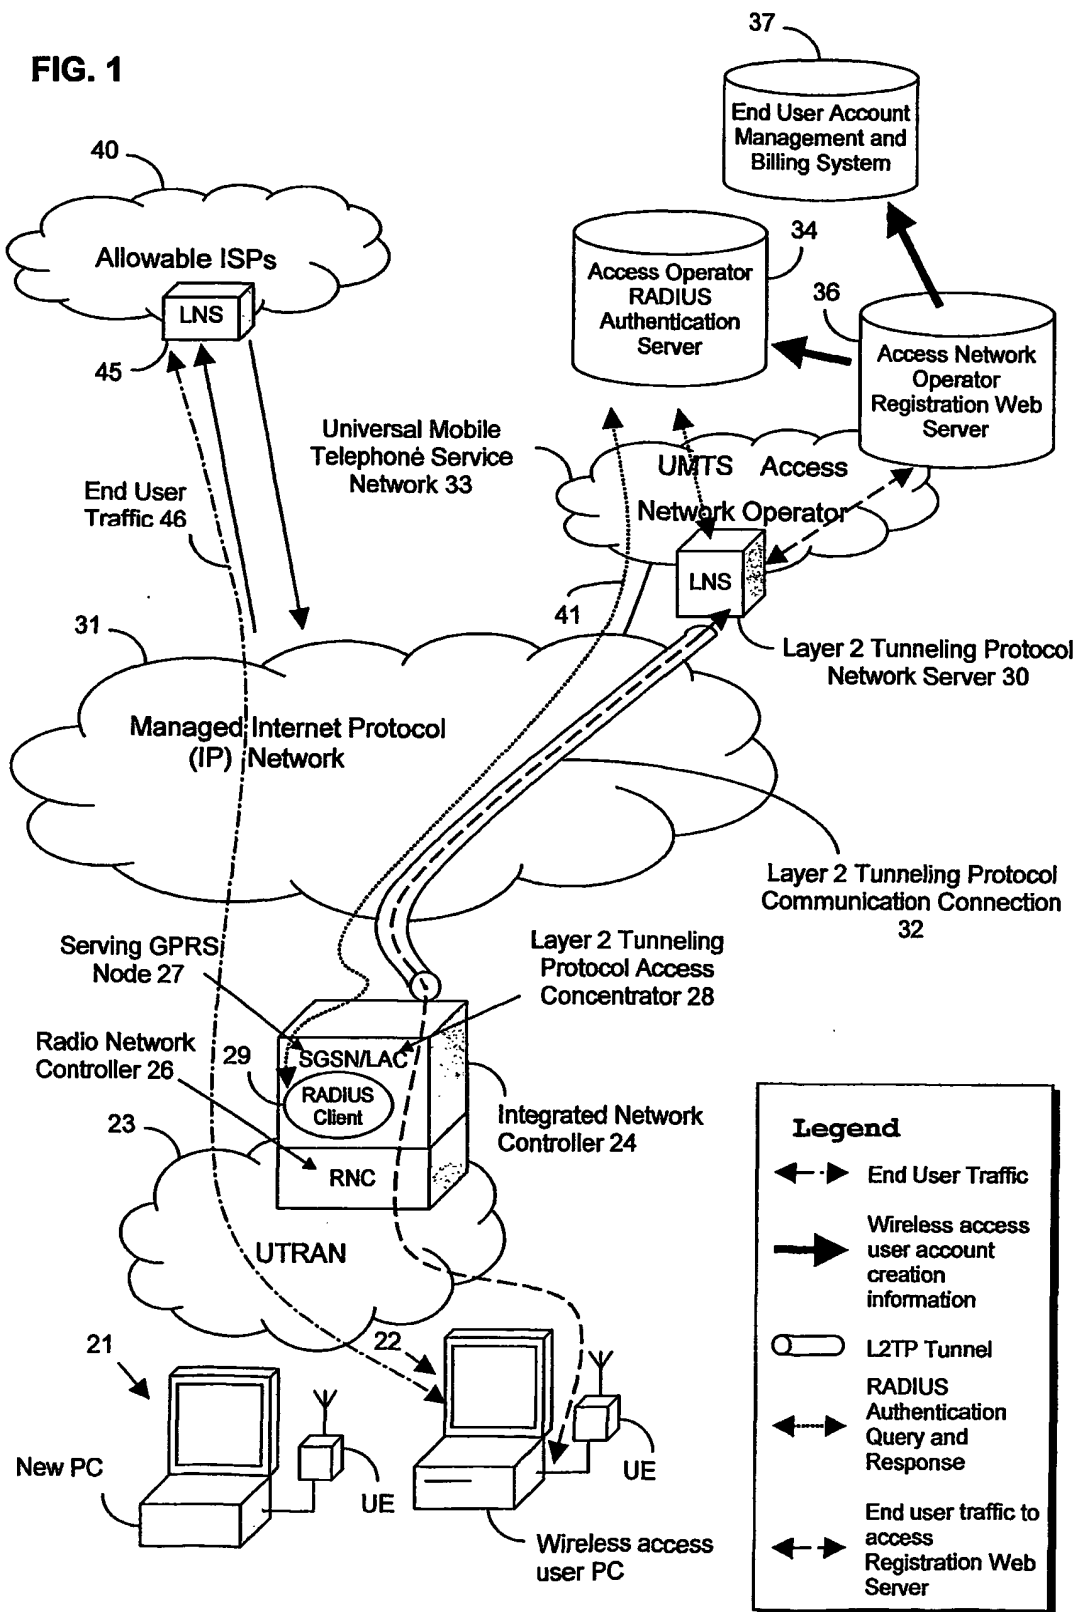 FIG. 1
37
End User Account
Management and
Billing System
40
Allowable ISPs
LNS
45
34
Access Operator
RADIUS
Authentication
Server
36
Access Network
Operator
Registration Web
Server
Universal Mobile
Telephone Service
Network 33
UMTS Access
Network Operator
End User
Traffic 46
LNS
41
31
Layer 2 Tunneling Protocol
Network Server 30
Managed Internet Protocol
(IP) Network
Layer 2 Tunneling Protocol
Communication Connection
32
Serving GPRS
Node 27
Layer 2 Tunneling
Protocol Access
Concentrator 28
Radio Network
Controller 26
29
SGSN/LAC
RADIUS
Client
Integrated Network
Controller 24
23
RNC
UTRAN
21
22
New PC
UE
UE
Wireless access
user PC
Legend
End User Traffic
Wireless access
user account
creation
information
L2TP Tunnel
RADIUS
Authentication
Query and
Response
End user traffic to
access
Registration Web
Server